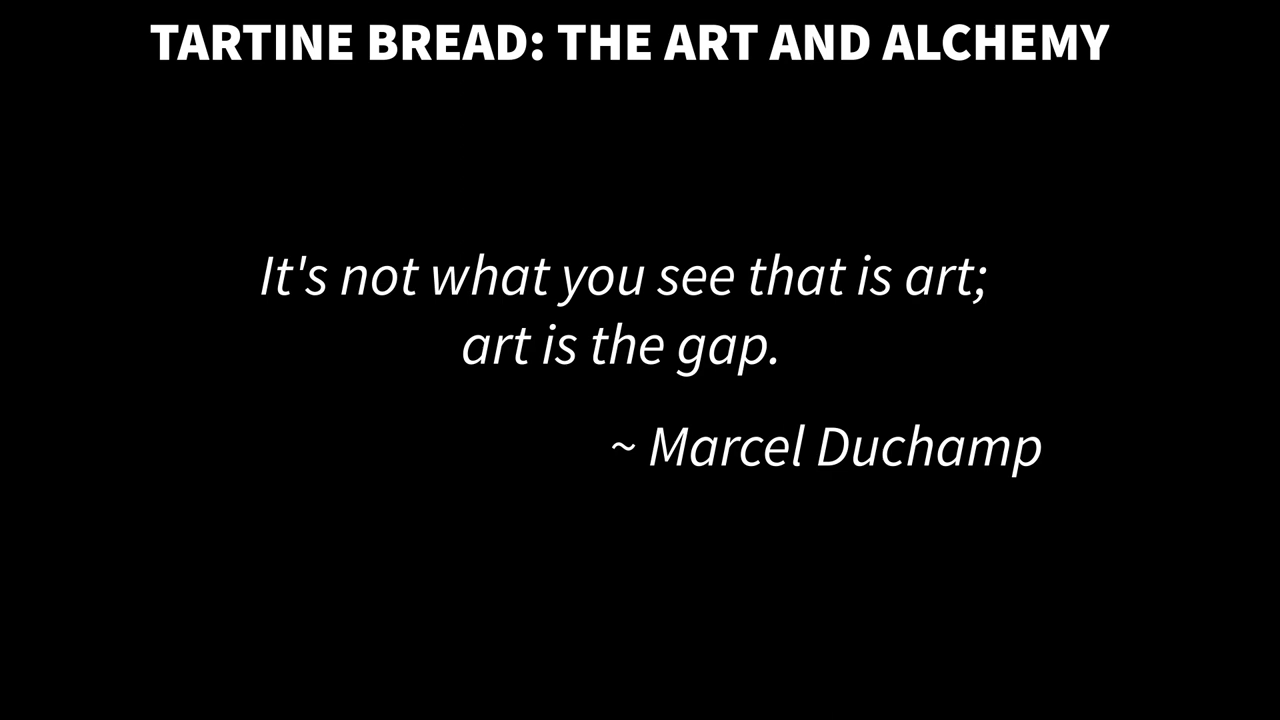 TARTINE BREAD: THE ART AND ALCHEMY
It's not what you see that is art;
art is the gap.
~ Marcel Duchamp